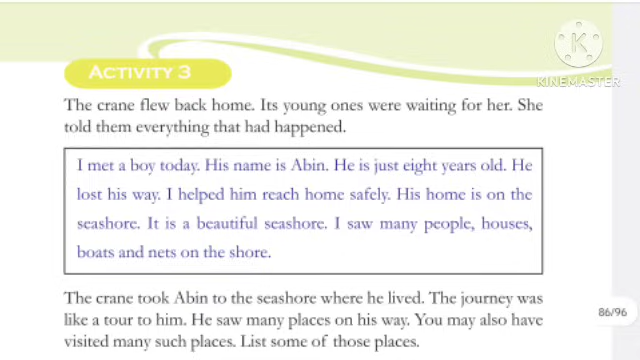 KINEMASTER
ACTIVITY 3
The crane flew back home. Its young ones were waiting for her. She
told them everything that had happened.
I met a boy today. His name is Abin. He is just eight years old. He
lost his way. I helped him reach home safely. His home is on the
seashore. It is a beautiful seashore. I saw many people, houses,
boats and nets on the shore.
The crane took Abin to the seashore where he lived. The journey was
like a tour to him. He saw many places on his way. You may also have
visited many such places. List some of those places.
86/96